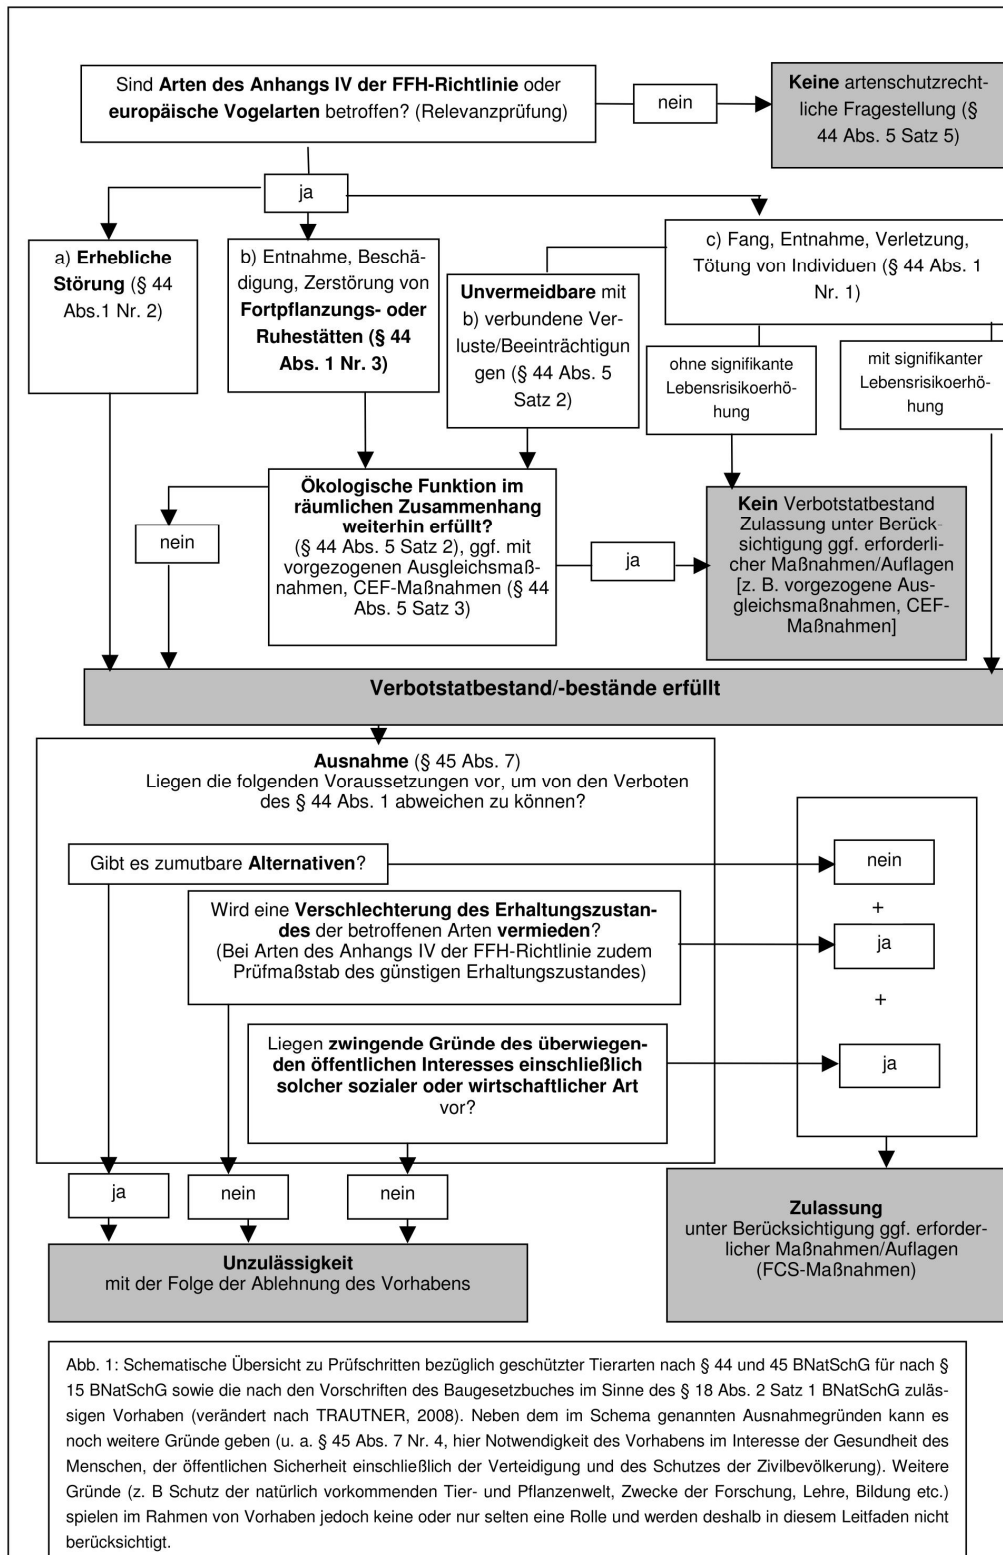 Sind Arten des Anhangs IV der FFH-Richtlinie oder
europäische Vogelarten betroffen? (Relevanzprüfung)
nein
Keine artenschutzrecht-
liche Fragestellung (§
44 Abs. 5 Satz 5)
ja
a) Erhebliche
Störung (§ 44
Abs.1 Nr. 2)
b) Entnahme, Beschä-
digung, Zerstörung von
Fortpflanzungs- oder
Ruhestätten (§ 44
Abs. 1 Nr. 3)
c) Fang, Entnahme, Verletzung,
Tötung von Individuen (§ 44 Abs. 1
Nr. 1)
Unvermeidbare mit
b) verbundene Ver-
luste/Beeinträchtigun
gen (§ 44 Abs. 5
Satz 2)
ohne signifikante
Lebensrisikoerhö-
hung
mit signifikanter
Lebensrisikoerhö-
hung
Ökologische Funktion im
räumlichen Zusammenhang
weiterhin erfüllt?
(§ 44 Abs. 5 Satz 2), ggf. mit
vorgezogenen Ausgleichsmaß-
nahmen, CEF-Maßnahmen (§ 44
Abs. 5 Satz 3)
nein
ja
Kein Verbotstatbestand
Zulassung unter Berück-
sichtigung ggf. erforderli-
cher Maßnahmen/Auflagen
[z. B. vorgezogene Aus-
gleichsmaßnahmen, CEF-
Maßnahmen]
Verbotstatbestand/-bestände erfüllt
Ausnahme (§ 45 Abs. 7)
Liegen die folgenden Voraussetzungen vor, um von den Verboten
des § 44 Abs. 1 abweichen zu können?
Gibt es zumutbare Alternativen?
nein
+
Wird eine Verschlechterung des Erhaltungszustan-
des der betroffenen Arten vermieden?
(Bei Arten des Anhangs IV der FFH-Richtlinie zudem
Prüfmaßstab des günstigen Erhaltungszustandes)
ja
+
Liegen zwingende Gründe des überwiegen-
den öffentlichen Interesses einschließlich
solcher sozialer oder wirtschaftlicher Art
vor?
ja
ja
nein
nein
Unzulässigkeit
mit der Folge der Ablehnung des Vorhabens
Zulassung
unter Berücksichtigung ggf. erforder-
licher Maßnahmen/Auflagen
(FCS-Maßnahmen)
Abb. 1: Schematische Übersicht zu Prüfschritten bezüglich geschützter Tierarten nach § 44 und 45 BNatSchG für nach §
15 BNatSchG sowie die nach den Vorschriften des Baugesetzbuches im Sinne des § 18 Abs. 2 Satz 1 BNatSchG zuläs-
sigen Vorhaben (verändert nach TRAUTNER, 2008). Neben dem im Schema genannten Ausnahmegründen kann es
noch weitere Gründe geben (u. a. § 45 Abs. 7 Nr. 4, hier Notwendigkeit des Vorhabens im Interesse der Gesundheit des
Menschen, der öffentlichen Sicherheit einschließlich der Verteidigung und des Schutzes der Zivilbevölkerung). Weitere
Gründe (z. B Schutz der natürlich vorkommenden Tier- und Pflanzenwelt, Zwecke der Forschung, Lehre, Bildung etc.)
spielen im Rahmen von Vorhaben jedoch keine oder nur selten eine Rolle und werden deshalb in diesem Leitfaden nicht
berücksichtigt.